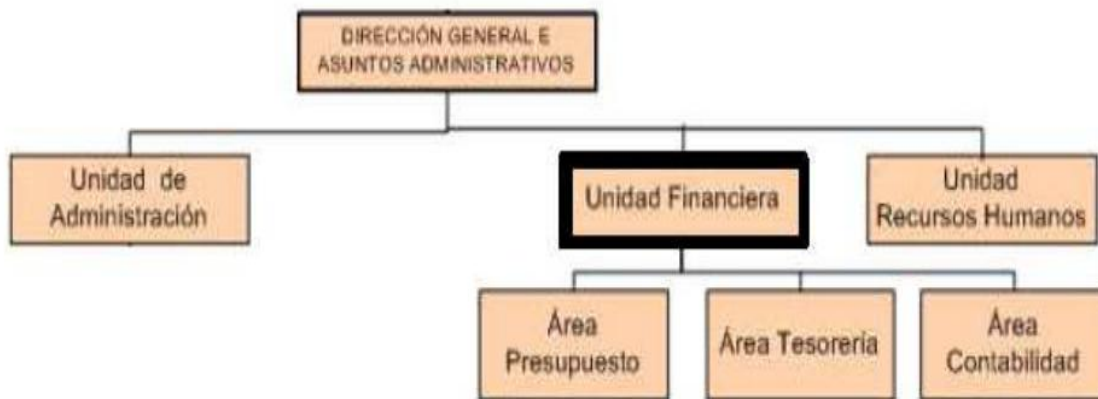 DIRECCIÓN GENERAL E
ASUNTOS ADMINISTRATIVOS
Unidad de
Administración
Unidad Financiera
Unidad
Recursos Humanos
Área
Presupuesto
Área Tesorería
Área
Contabilidad